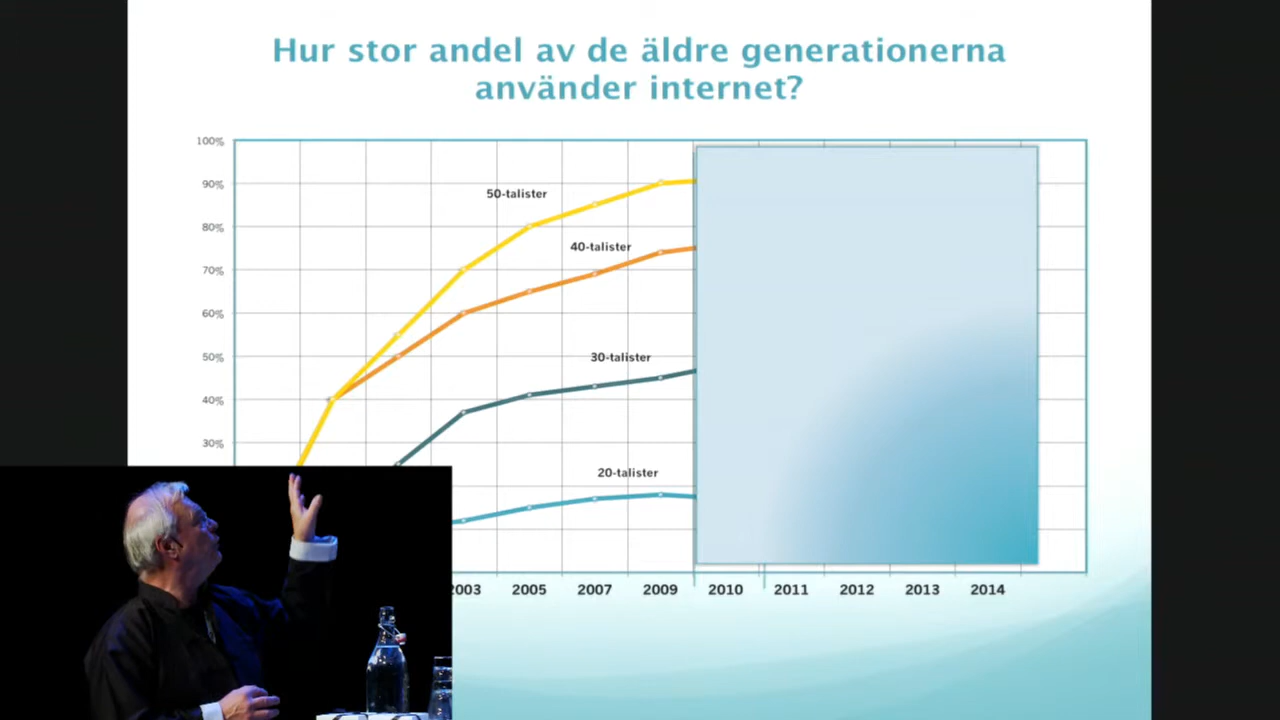 Hur stor andel av de äldre generationerna
använder internet?
100%
90%
80%
70%
60%
50%
40%
30%
50-talister
40-talister
30-talister
20-talister
2003 2005 2007 2009 2010 2011 2012 2013 2014